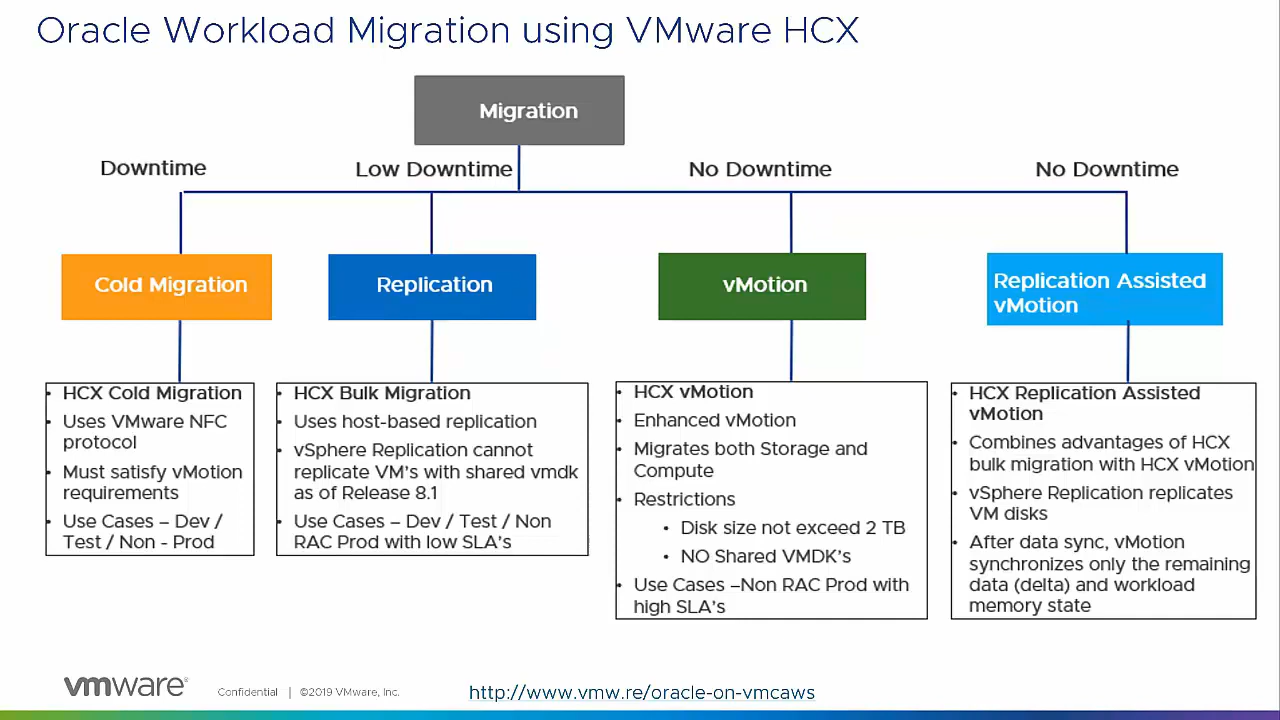 Oracle Workload Migration using VMware HCX
Migration
Downtime
Low Downtime
No Downtime
No Downtime
Cold Migration
Replication
vMotion
Replication Assisted
vMotion
• HCX Cold Migration
• Uses VMware NFC
protocol
• Must satisfy vMotion
requirements
• Use Cases – Dev /
Test / Non - Prod
• HCX Bulk Migration
• Uses host-based replication
• vSphere Replication cannot
replicate VM's with shared vmdk
as of Release 8.1
• Use Cases – Dev / Test / Non
RAC Prod with low SLA's
• HCX vMotion
• Enhanced vMotion
• Migrates both Storage and
Compute
• Restrictions
• Disk size not exceed 2 TB
• NO Shared VMDK's
• Use Cases –Non RAC Prod with
high SLA's
• HCX Replication Assisted
vMotion
• Combines advantages of HCX
bulk migration with HCX vMotion
• vSphere Replication replicates
VM disks
• After data sync, vMotion
synchronizes only the remaining
data (delta) and workload
memory state
vmware®
Confidential | ©2019 VMware, Inc.
http://www.vmw.re/oracle-on-vmcaws